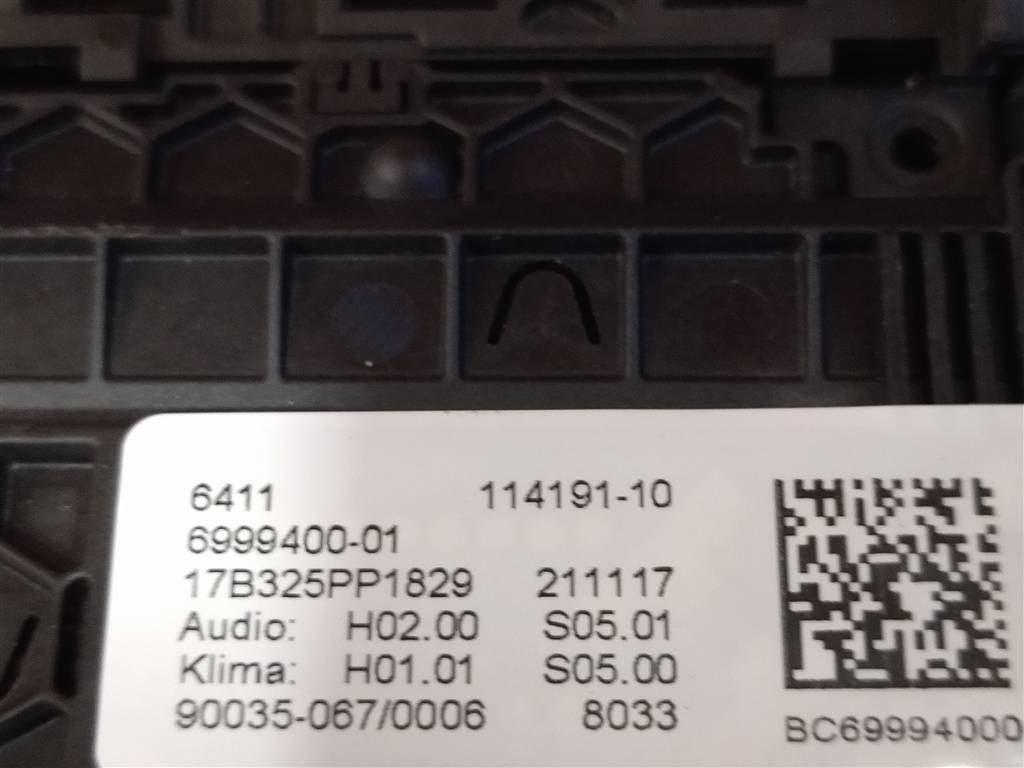 6411 114191-10
6999400-01
17B325PP1829 211117
Audio: H02.00 S05.01
Klima: H01.01 S05.00
90035-067/0006 8033
BC69994000